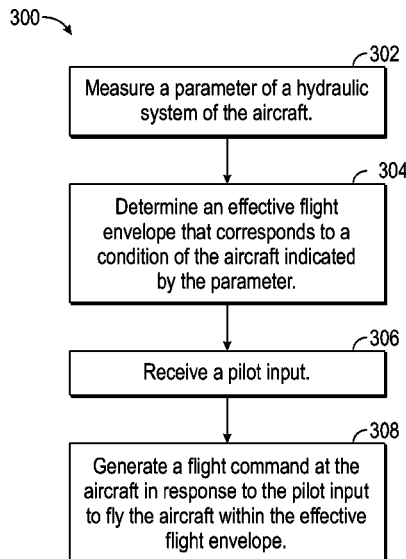 300
302
Measure a parameter of a hydraulic
system of the aircraft.
304
Determine an effective flight
envelope that corresponds to a
condition of the aircraft indicated
by the parameter.
306
Receive a pilot input.
308
Generate a flight command at the
aircraft in response to the pilot input
to fly the aircraft within the effective
flight envelope.